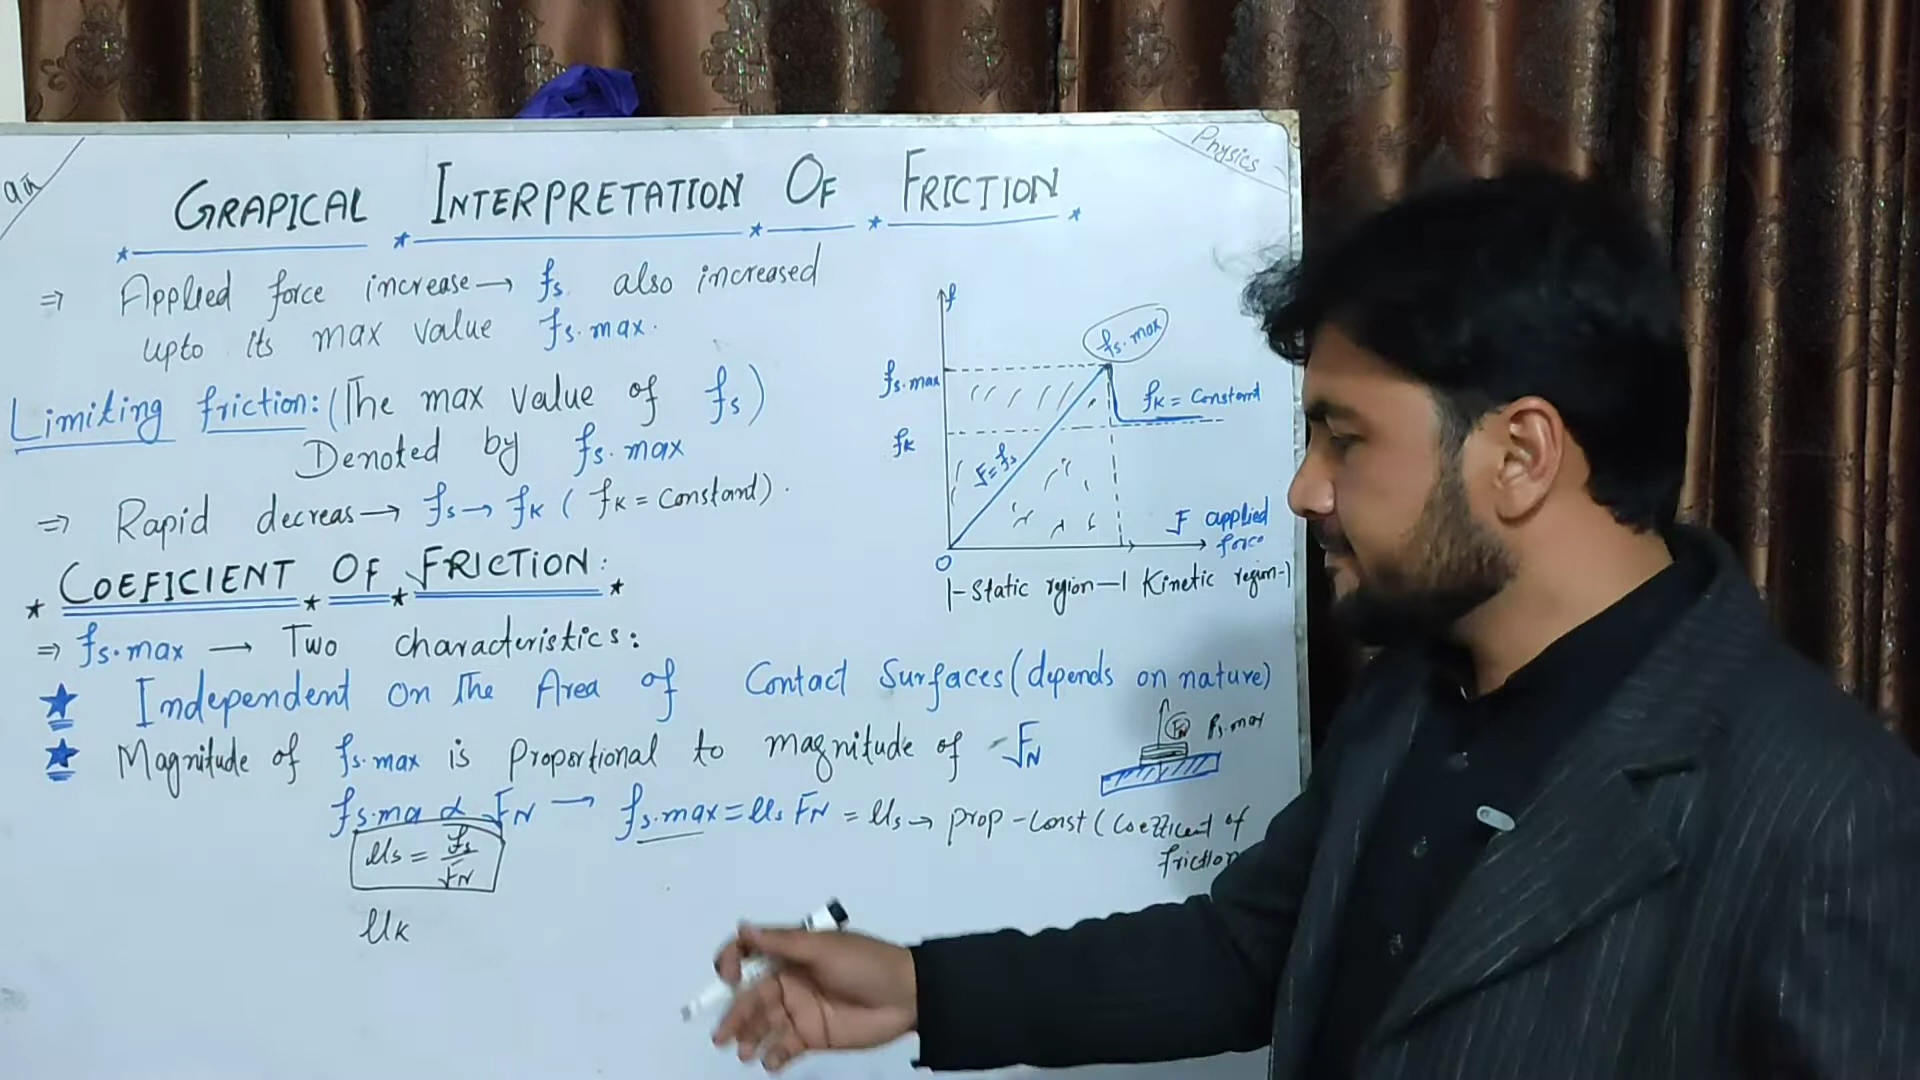 Physics
GRAPICAL INTERPRETATION OF FRICTION
⇒ Applied force increase → fs also increased
upto its max value fs.max.
Limiting friction: (The max value of fs)
Denoted by fs.max
⇒ Rapid decreas → fs → fk (fk = Constant).
f
fs.max
fs.max
fk = Constant
fk
F = fs
F applied
force
O
|-Static region-| Kinetic region-|
COEFICIENT OF FRICTION:
⇒ fs.max → Two characteristics:
★ Independent on The Area of Contact Surfaces (depends on nature)
★ Magnitude of fs.max is proportional to magnitude of FN
FN fs.max
fs.ma ∝ FN → fs.max = μs FN = μs → prop-const (coefficient of
friction
μs = fs/FN
μk